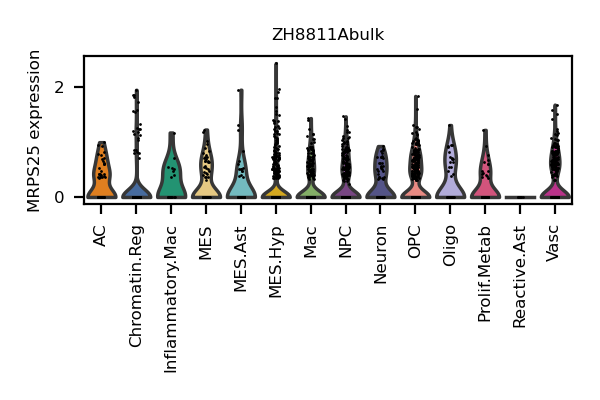 ZH8811Abulk
MRPS25 expression
2
0
AC
Chromatin.Reg
Inflammatory.Mac
MES
MES.Ast
MES.Hyp
Mac
NPC
Neuron
OPC
Oligo
Prolif.Metab
Reactive.Ast
Vasc